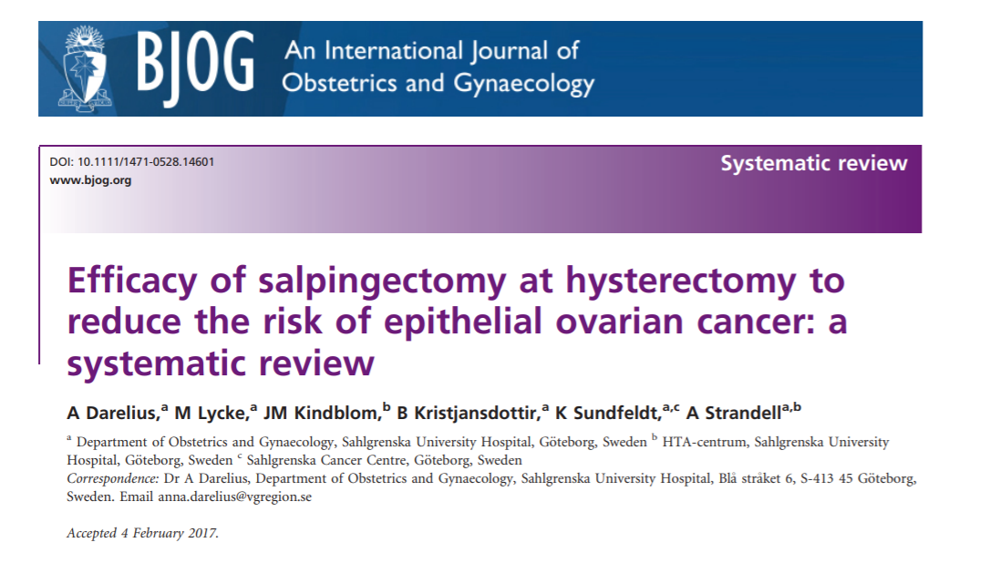 BJOG
An International Journal of
Obstetrics and Gynaecology
DOI: 10.1111/1471-0528.14601
www.bjog.org
Systematic review
Efficacy of salpingectomy at hysterectomy to
reduce the risk of epithelial ovarian cancer: a
systematic review
A Darelius,a M Lycke,a JM Kindblom,b B Kristjansdottir,a K Sundfeldt,a,c A Strandella,b
a Department of Obstetrics and Gynaecology, Sahlgrenska University Hospital, Göteborg, Sweden b HTA-centrum, Sahlgrenska University
Hospital, Göteborg, Sweden c Sahlgrenska Cancer Centre, Göteborg, Sweden
Correspondence: Dr A Darelius, Department of Obstetrics and Gynaecology, Sahlgrenska University Hospital, Blå stråket 6, S-413 45 Göteborg,
Sweden. Email anna.darelius@vgregion.se
Accepted 4 February 2017.